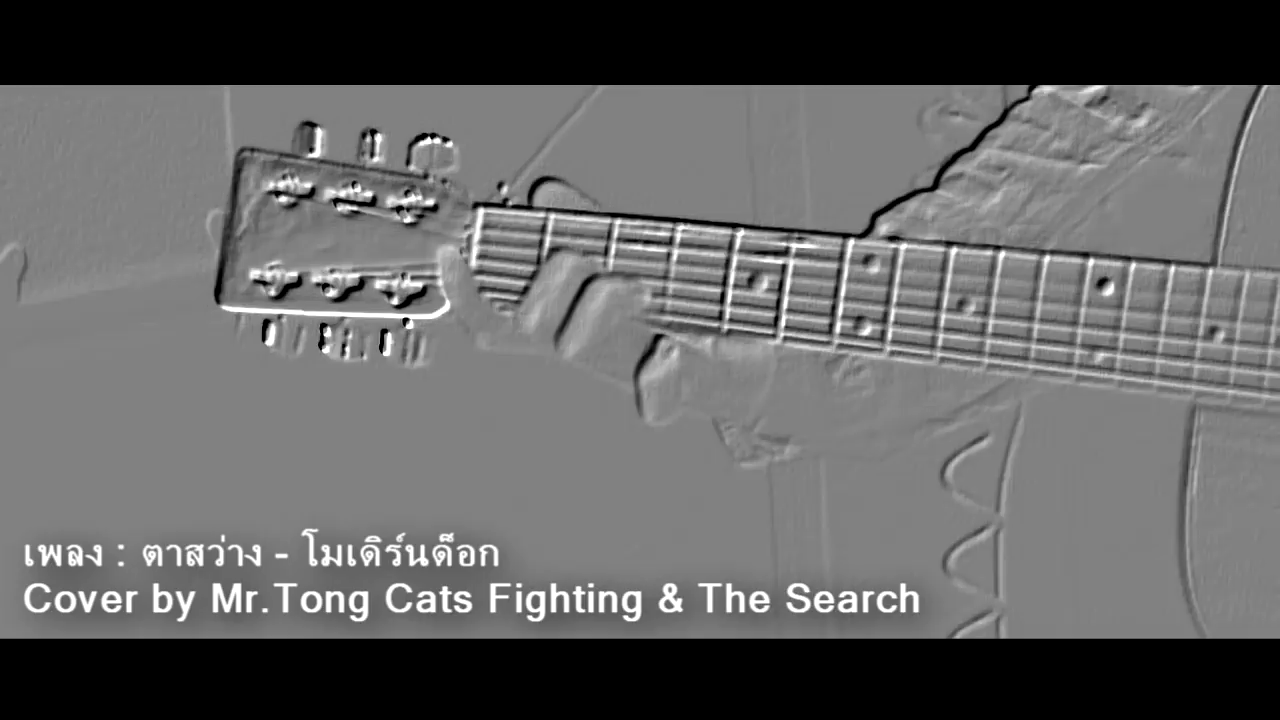 เพลง : ตาสว่าง - โมเดิร์นด็อก
Cover by Mr.Tong Cats Fighting & The Search